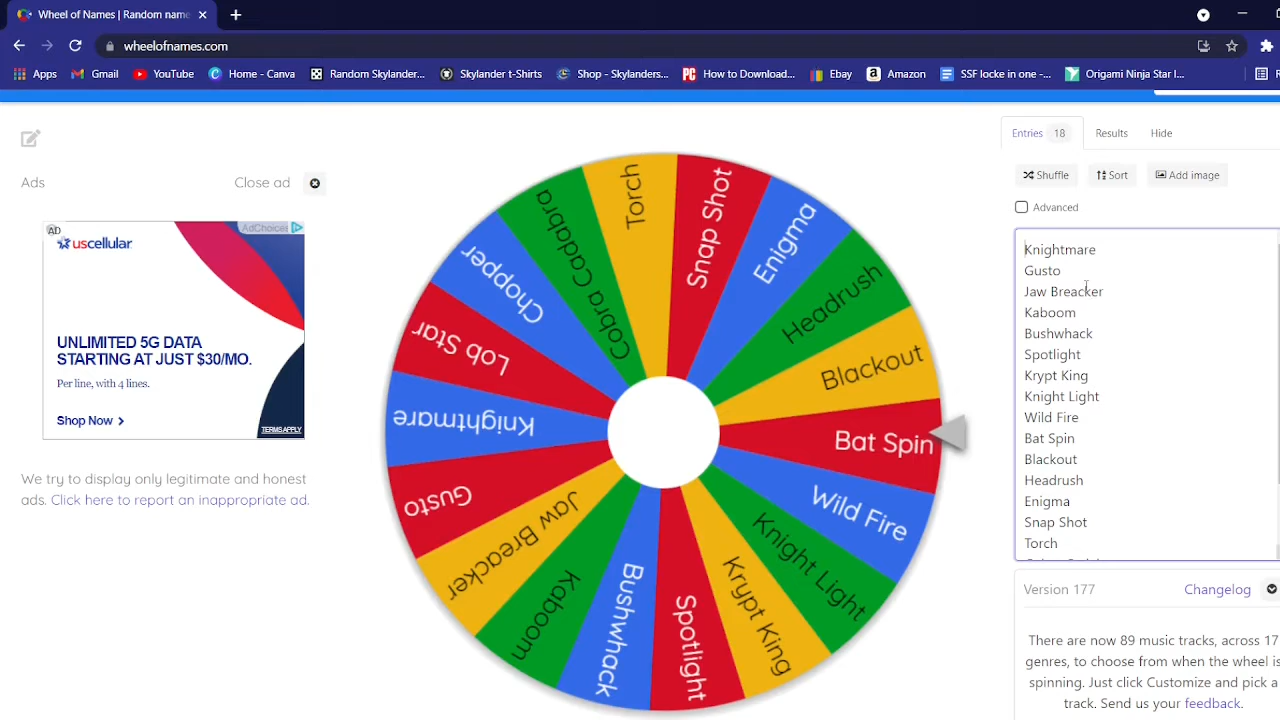 Wheel of Names | Random name
wheelofnames.com
Apps
Gmail
YouTube
Home - Canva
Random Skylander...
Skylander t-Shirts
Shop - Skylanders...
PC
How to Download...
Ebay
Amazon
SSF locke in one -...
Origami Ninja Star I...
Ads
Close ad
AD
AdChoices
uscellular
UNLIMITED 5G DATA
STARTING AT JUST $30/MO.
Per line, with 4 lines.
Shop Now >
TERMS APPLY
We try to display only legitimate and honest
ads. Click here to report an inappropriate ad.
Torch
Snap Shot
Enigma
Headrush
Blackout
Bat Spin
Wild Fire
Knight Light
Krypt King
Spotlight
Bushwhack
Kaboom
Jaw Breacker
Gusto
Knightmare
Lob Star
Chopper
Cobra Cadabra
Entries 18
Results
Hide
Shuffle
Sort
Add image
Advanced
Knightmare
Gusto
Jaw Breacker
Kaboom
Bushwhack
Spotlight
Krypt King
Knight Light
Wild Fire
Bat Spin
Blackout
Headrush
Enigma
Snap Shot
Torch
Version 177
Changelog
There are now 89 music tracks, across 17
genres, to choose from when the wheel is
spinning. Just click Customize and pick a
track. Send us your feedback.